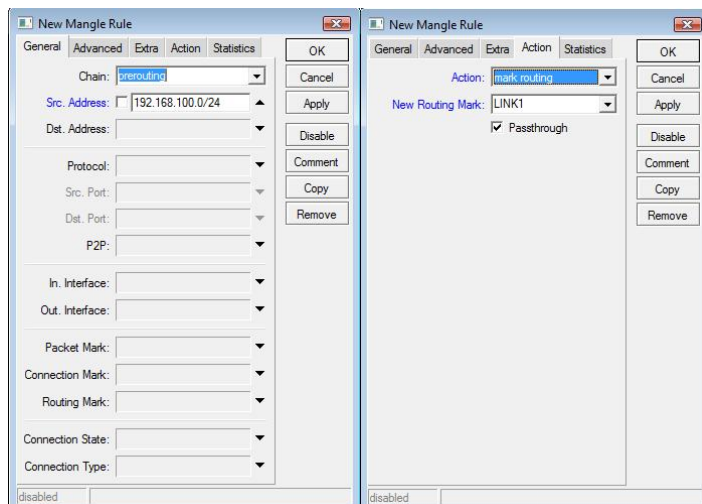 New Mangle Rule
General Advanced Extra Action Statistics
Chain: prerouting
Src. Address: 192.168.100.0/24
Dst. Address:
Protocol:
Src. Port:
Dst. Port:
P2P:
In. Interface:
Out. Interface:
Packet Mark:
Connection Mark:
Routing Mark:
Connection State:
Connection Type:
OK
Cancel
Apply
Disable
Comment
Copy
Remove
disabled
New Mangle Rule
General Advanced Extra Action Statistics
Action: mark routing
New Routing Mark: LINK1
Passthrough
OK
Cancel
Apply
Disable
Comment
Copy
Remove
disabled